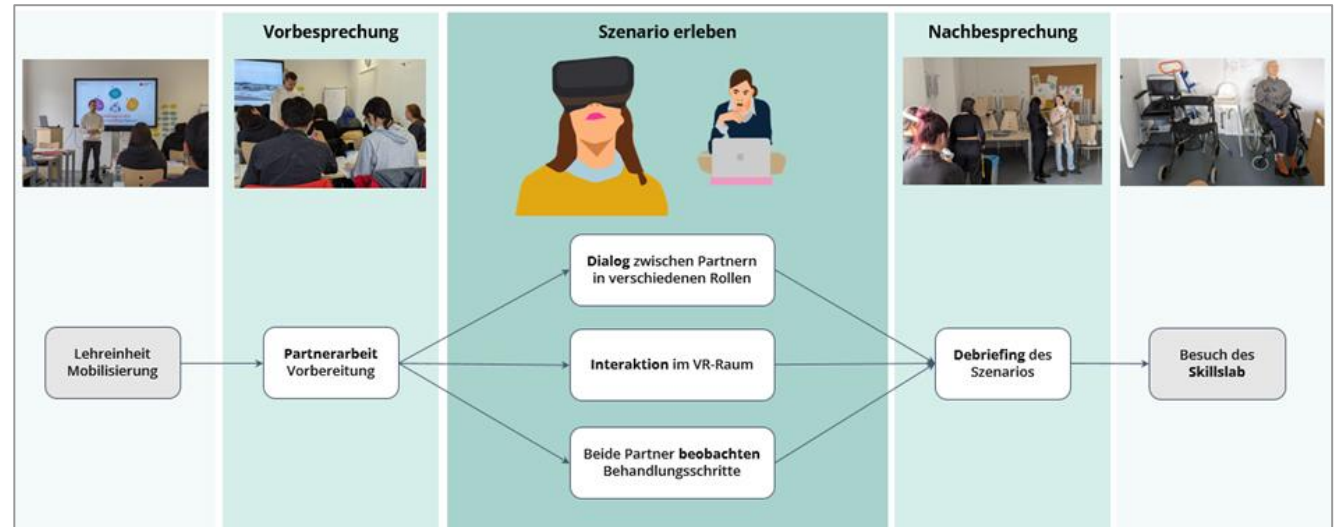 Vorbesprechung
Szenario erleben
Nachbesprechung
Dialog zwischen Partnern
in verschiedenen Rollen
Lehreinheit
Mobilisierung
Partnerarbeit
Vorbereitung
Interaktion im VR-Raum
Debriefing des
Szenarios
Besuch des
Skillslab
Beide Partner beobachten
Behandlungsschritte